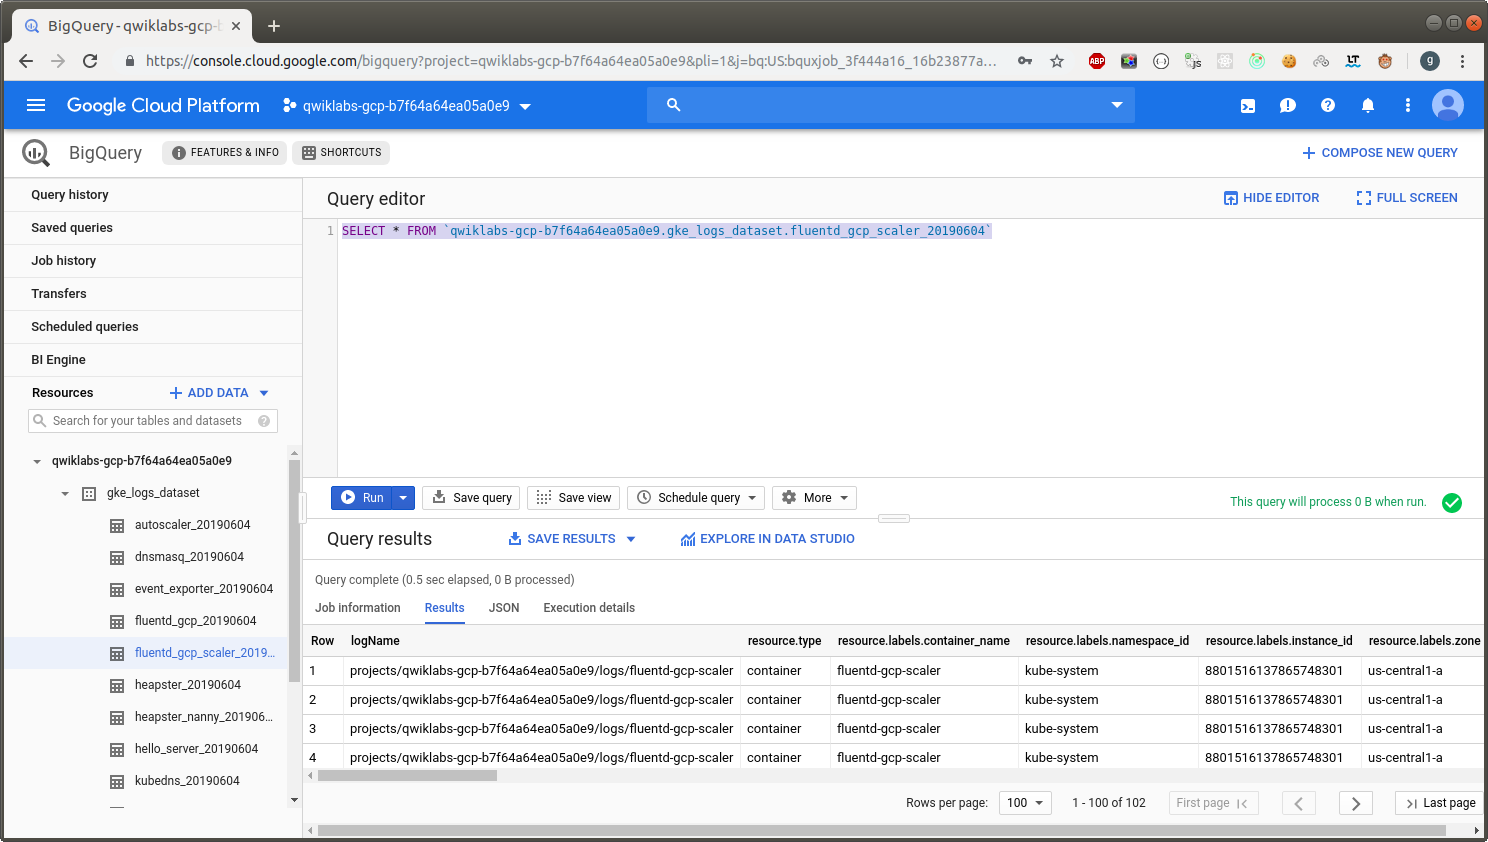 BigQuery - qwiklabs-gcp-b
https://console.cloud.google.com/bigquery?project=qwiklabs-gcp-b7f64a64ea05a0e9&pli=1&j=bq:US:bquxjob_3f444a16_16b23877a...
ABP
js
LT
g
Google Cloud Platform
qwiklabs-gcp-b7f64a64ea05a0e9
BigQuery
FEATURES & INFO
SHORTCUTS
COMPOSE NEW QUERY
Query history
Saved queries
Job history
Transfers
Scheduled queries
BI Engine
Resources
ADD DATA
Search for your tables and datasets
qwiklabs-gcp-b7f64a64ea05a0e9
gke_logs_dataset
autoscaler_20190604
dnsmasq_20190604
event_exporter_20190604
fluentd_gcp_20190604
fluentd_gcp_scaler_2019...
heapster_20190604
heapster_nanny_201906...
hello_server_20190604
kubedns_20190604
Query editor
HIDE EDITOR
FULL SCREEN
1 SELECT * FROM `qwiklabs-gcp-b7f64a64ea05a0e9.gke_logs_dataset.fluentd_gcp_scaler_20190604`
Run
Save query
Save view
Schedule query
More
This query will process 0 B when run.
Query results
SAVE RESULTS
EXPLORE IN DATA STUDIO
Query complete (0.5 sec elapsed, 0 B processed)
Job information Results JSON Execution details
Row logName resource.type resource.labels.container_name resource.labels.namespace_id resource.labels.instance_id resource.labels.zone
1 projects/qwiklabs-gcp-b7f64a64ea05a0e9/logs/fluentd-gcp-scaler container fluentd-gcp-scaler kube-system 8801516137865748301 us-central1-a
2 projects/qwiklabs-gcp-b7f64a64ea05a0e9/logs/fluentd-gcp-scaler container fluentd-gcp-scaler kube-system 8801516137865748301 us-central1-a
3 projects/qwiklabs-gcp-b7f64a64ea05a0e9/logs/fluentd-gcp-scaler container fluentd-gcp-scaler kube-system 8801516137865748301 us-central1-a
4 projects/qwiklabs-gcp-b7f64a64ea05a0e9/logs/fluentd-gcp-scaler container fluentd-gcp-scaler kube-system 8801516137865748301 us-central1-a
Rows per page: 100 1 - 100 of 102 First page Last page